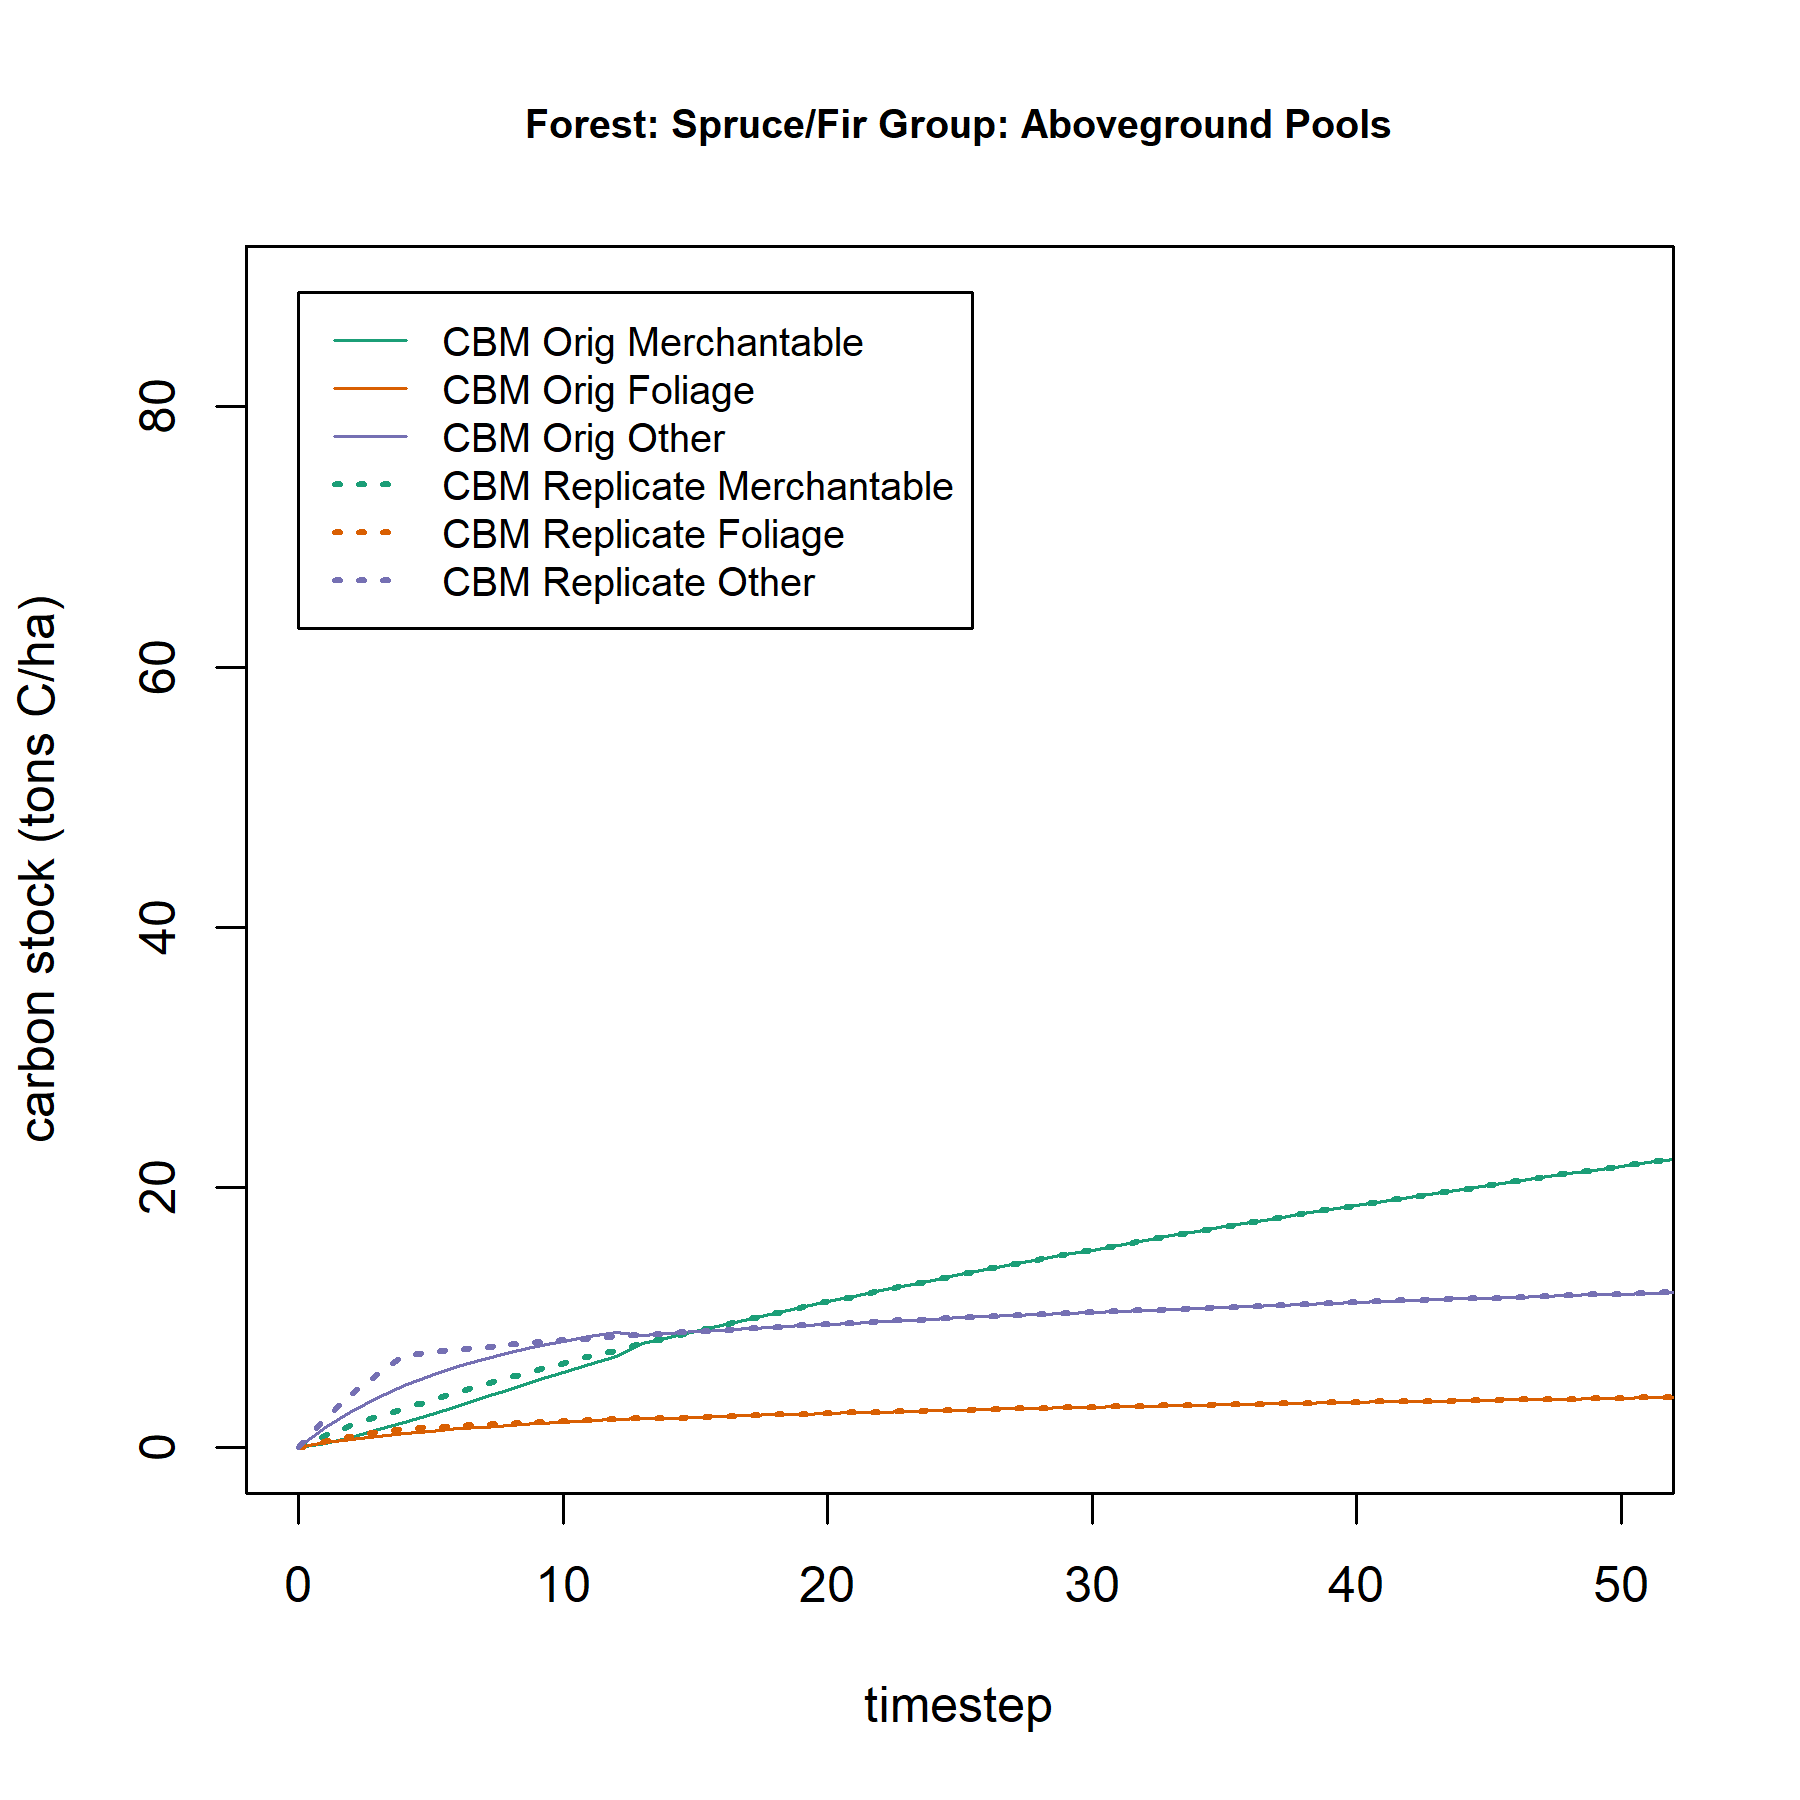 Forest: Spruce/Fir Group: Aboveground Pools
CBM Orig Merchantable
CBM Orig Foliage
CBM Orig Other
CBM Replicate Merchantable
CBM Replicate Foliage
CBM Replicate Other
carbon stock (tons C/ha)
80
60
40
20
0
0 10 20 30 40 50
timestep